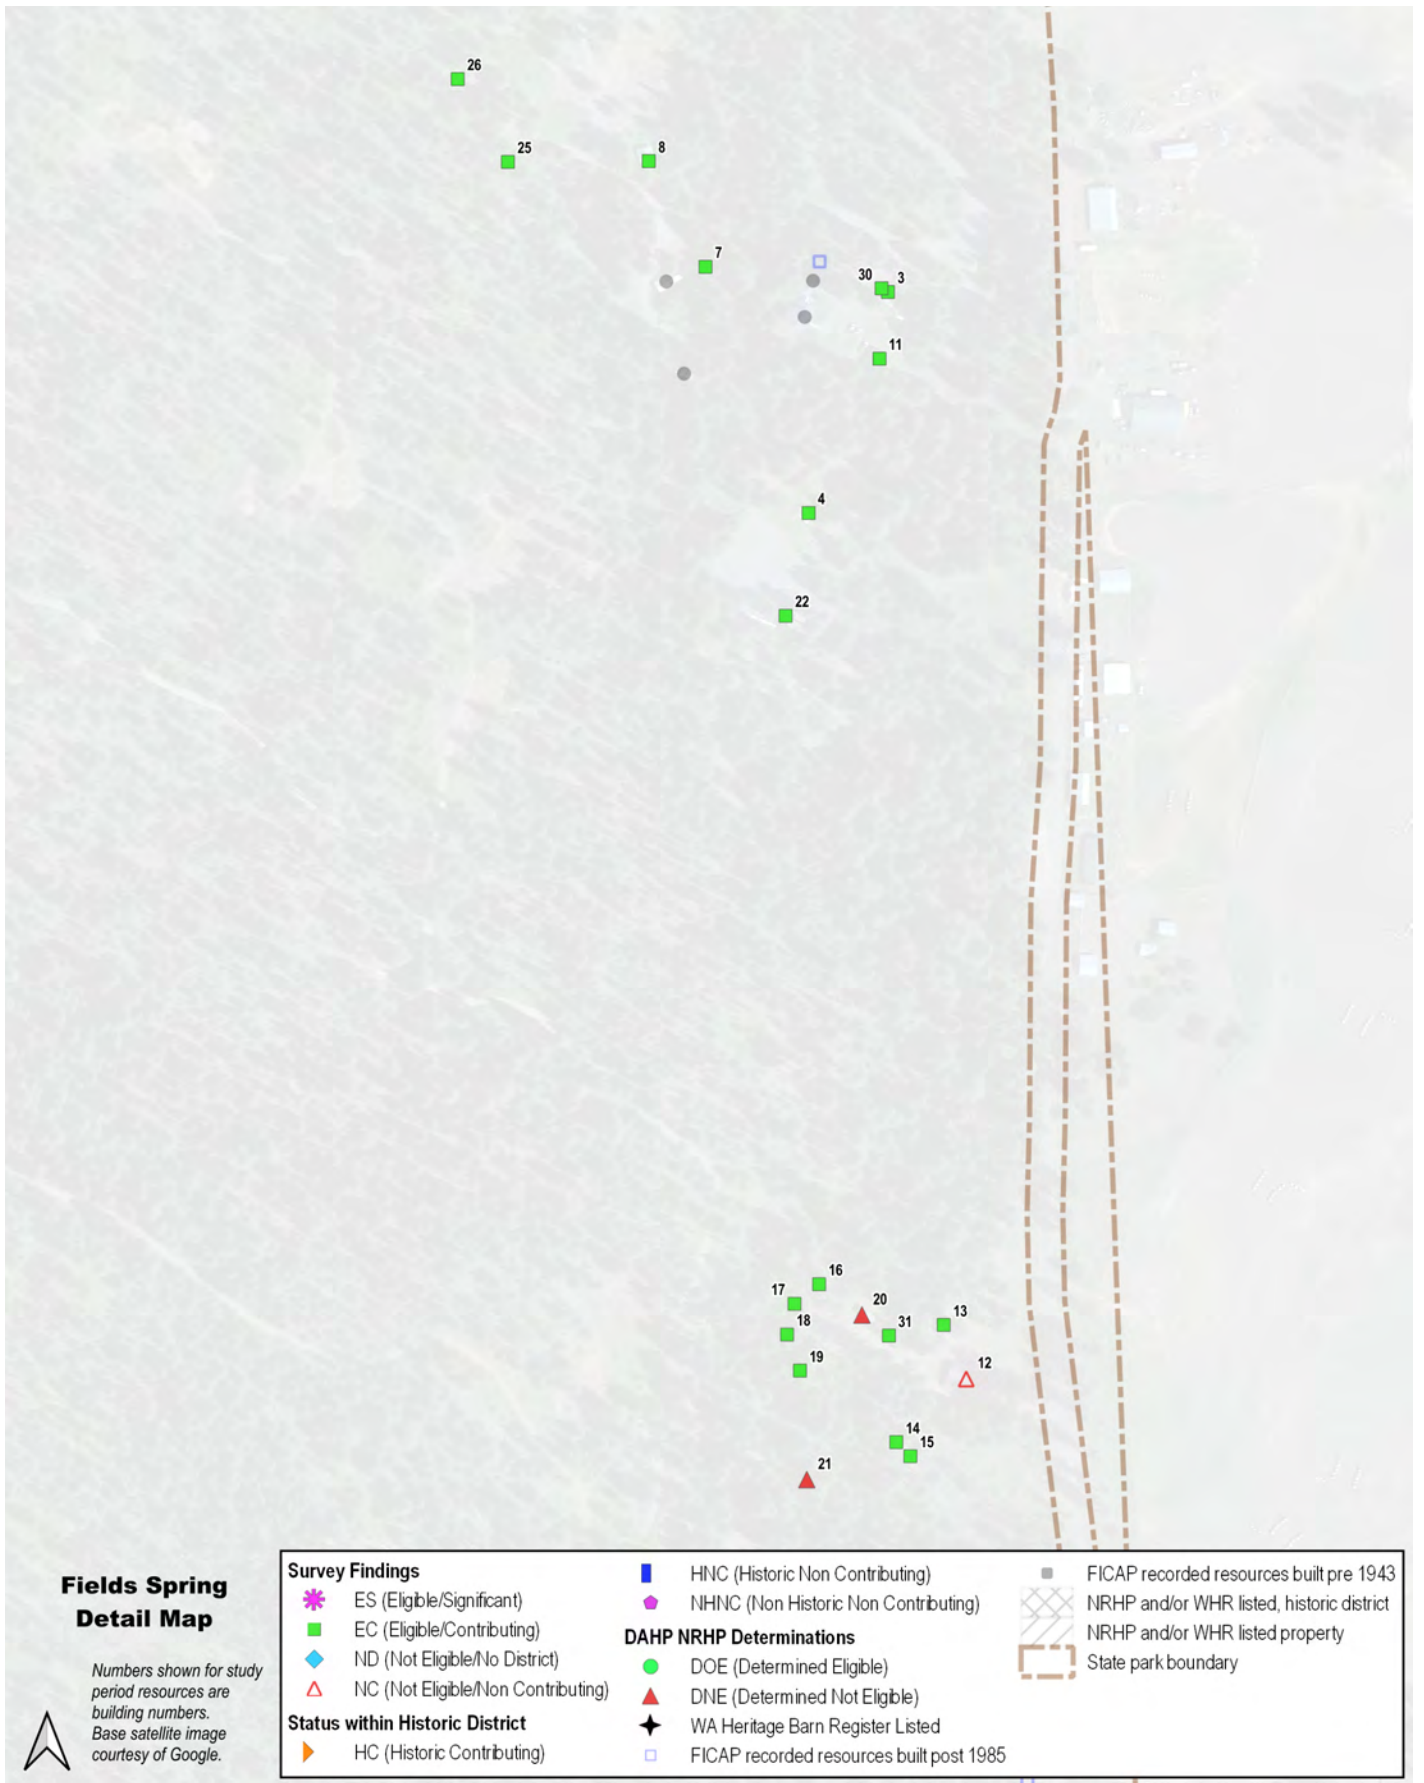 26
25
8
7
30
3
11
4
22
16
17
20
13
18
31
19
12
14
15
21
Fields Spring
Detail Map
Numbers shown for study
period resources are
building numbers.
Base satellite image
courtesy of Google.
Survey Findings
ES (Eligible/Significant)
EC (Eligible/Contributing)
ND (Not Eligible/No District)
NC (Not Eligible/Non Contributing)
Status within Historic District
HC (Historic Contributing)
HNC (Historic Non Contributing)
NHNC (Non Historic Non Contributing)
DAHP NRHP Determinations
DOE (Determined Eligible)
DNE (Determined Not Eligible)
WA Heritage Barn Register Listed
FICAP recorded resources built post 1985
FICAP recorded resources built pre 1943
NRHP and/or WHR listed, historic district
NRHP and/or WHR listed property
State park boundary